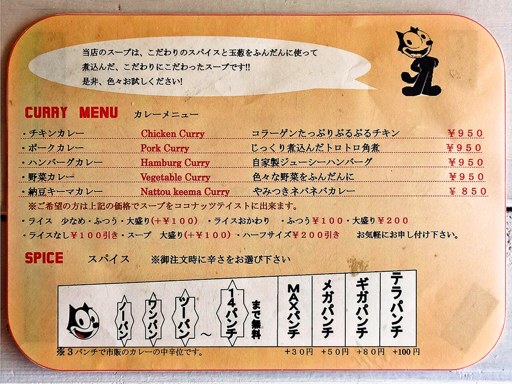 当店のスープは、こだわりのスパイスと玉葱をふんだんに使って
煮込んだ、こだわりにこだわったスープです!!
是非、色々お試しください!
CURRY MENU カレーメニュー
・チキンカレー Chicken Curry コラーゲンたっぷりぷるぷるチキン ￥950
・ポークカレー Pork Curry じっくり煮込んだトロトロ角煮 ￥950
・ハンバーグカレー Hamburg Curry 自家製ジューシーハンバーグ ￥950
・野菜カレー Vegetable Curry 色々な野菜をふんだんに ￥950
・納豆キーマカレー Nattou keema Curry やみつきネバネバカレー ￥850
※ご希望の方は上記の価格でスープをココナッツテイストに出来ます。
・ライス 少なめ・ふつう・大盛り(+￥100) ・ライスおかわり ・ふつう￥100・大盛り￥200
・ライスなし￥100引き・スープ 大盛り(+￥100)・ハーフサイズ￥200引き お気軽にお申し付け下さい。
SPICE スパイス ※御注文時に辛さをお選び下さい
ノーパン
ワンパン
ツーパン
～
14パンチ
まで無料
MAXパンチ
メガパンチ
ギガパンチ
テラパンチ
※3パンチで市販のカレーの中辛位です。 +30円 +50円 +80円 +100円